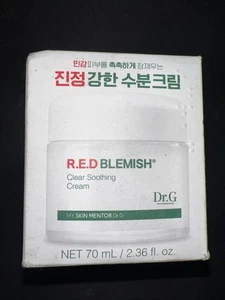 민감피부를 촉촉하게 잠재우는
진정 강한 수분크림
R.E.D BLEMISH®
Clear Soothing
Cream
Dr.G
MY SKIN MENTOR Dr.G
NET 70 mL / 2.36 fl. oz.